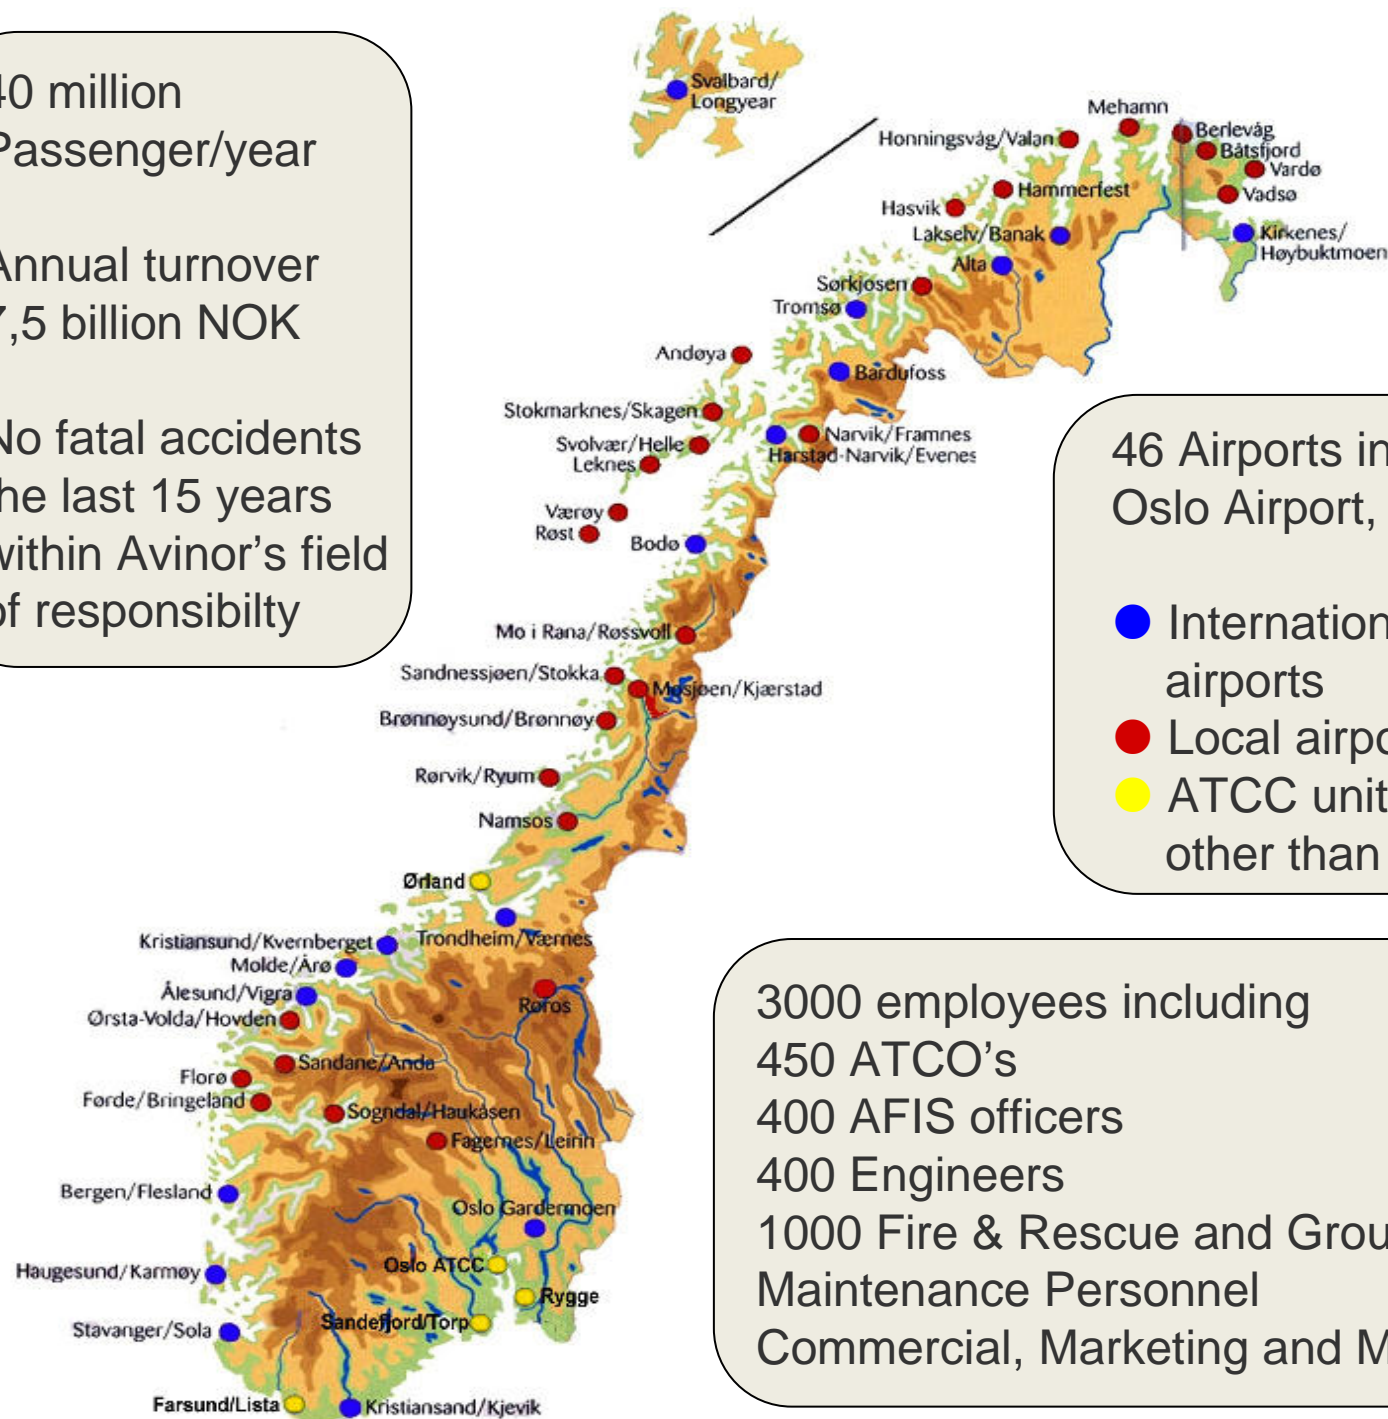 40 million
Passenger/year
Annual turnover
7,5 billion NOK
No fatal accidents
the last 15 years
within Avinor's field
of responsibilty
Svalbard/
Longyear
Mehamn
Honningsvåg/Valan
Berlevåg
Båtsfjord
Vardø
Hammerfest
Vadsø
Hasvik
Lakselv/Banak
Kirkenes/
Høybuktmoen
Alta
Sørkjosen
Tromsø
Andøya
Bardufoss
Stokmarknes/Skagen
Svolvær/Helle
Narvik/Framnes
Harstad-Narvik/Evenes
Leknes
Værøy
Røst
Bodø
46 Airports in
Oslo Airport,
Internation
airports
Local airpo
ATCC unit
other than
Mo i Rana/Røssvoll
Sandnessjøen/Stokka
Mosjøen/Kjærstad
Brønnøysund/Brønnøy
Rørvik/Ryum
Namsos
Ørland
Kristiansund/Kvernberget
Trondheim/Værnes
Molde/Årø
Ålesund/Vigra
Røros
Ørsta-Volda/Hovden
Sandane/Anda
Florø
Førde/Bringeland
Sogndal/Haukåsen
Fagernes/Leirin
Bergen/Flesland
Oslo Gardermoen
Oslo ATCC
Haugesund/Karmøy
Rygge
Sandefjord/Torp
Stavanger/Sola
Farsund/Lista
Kristiansand/Kjevik
3000 employees including
450 ATCO's
400 AFIS officers
400 Engineers
1000 Fire & Rescue and Grou
Maintenance Personnel
Commercial, Marketing and M